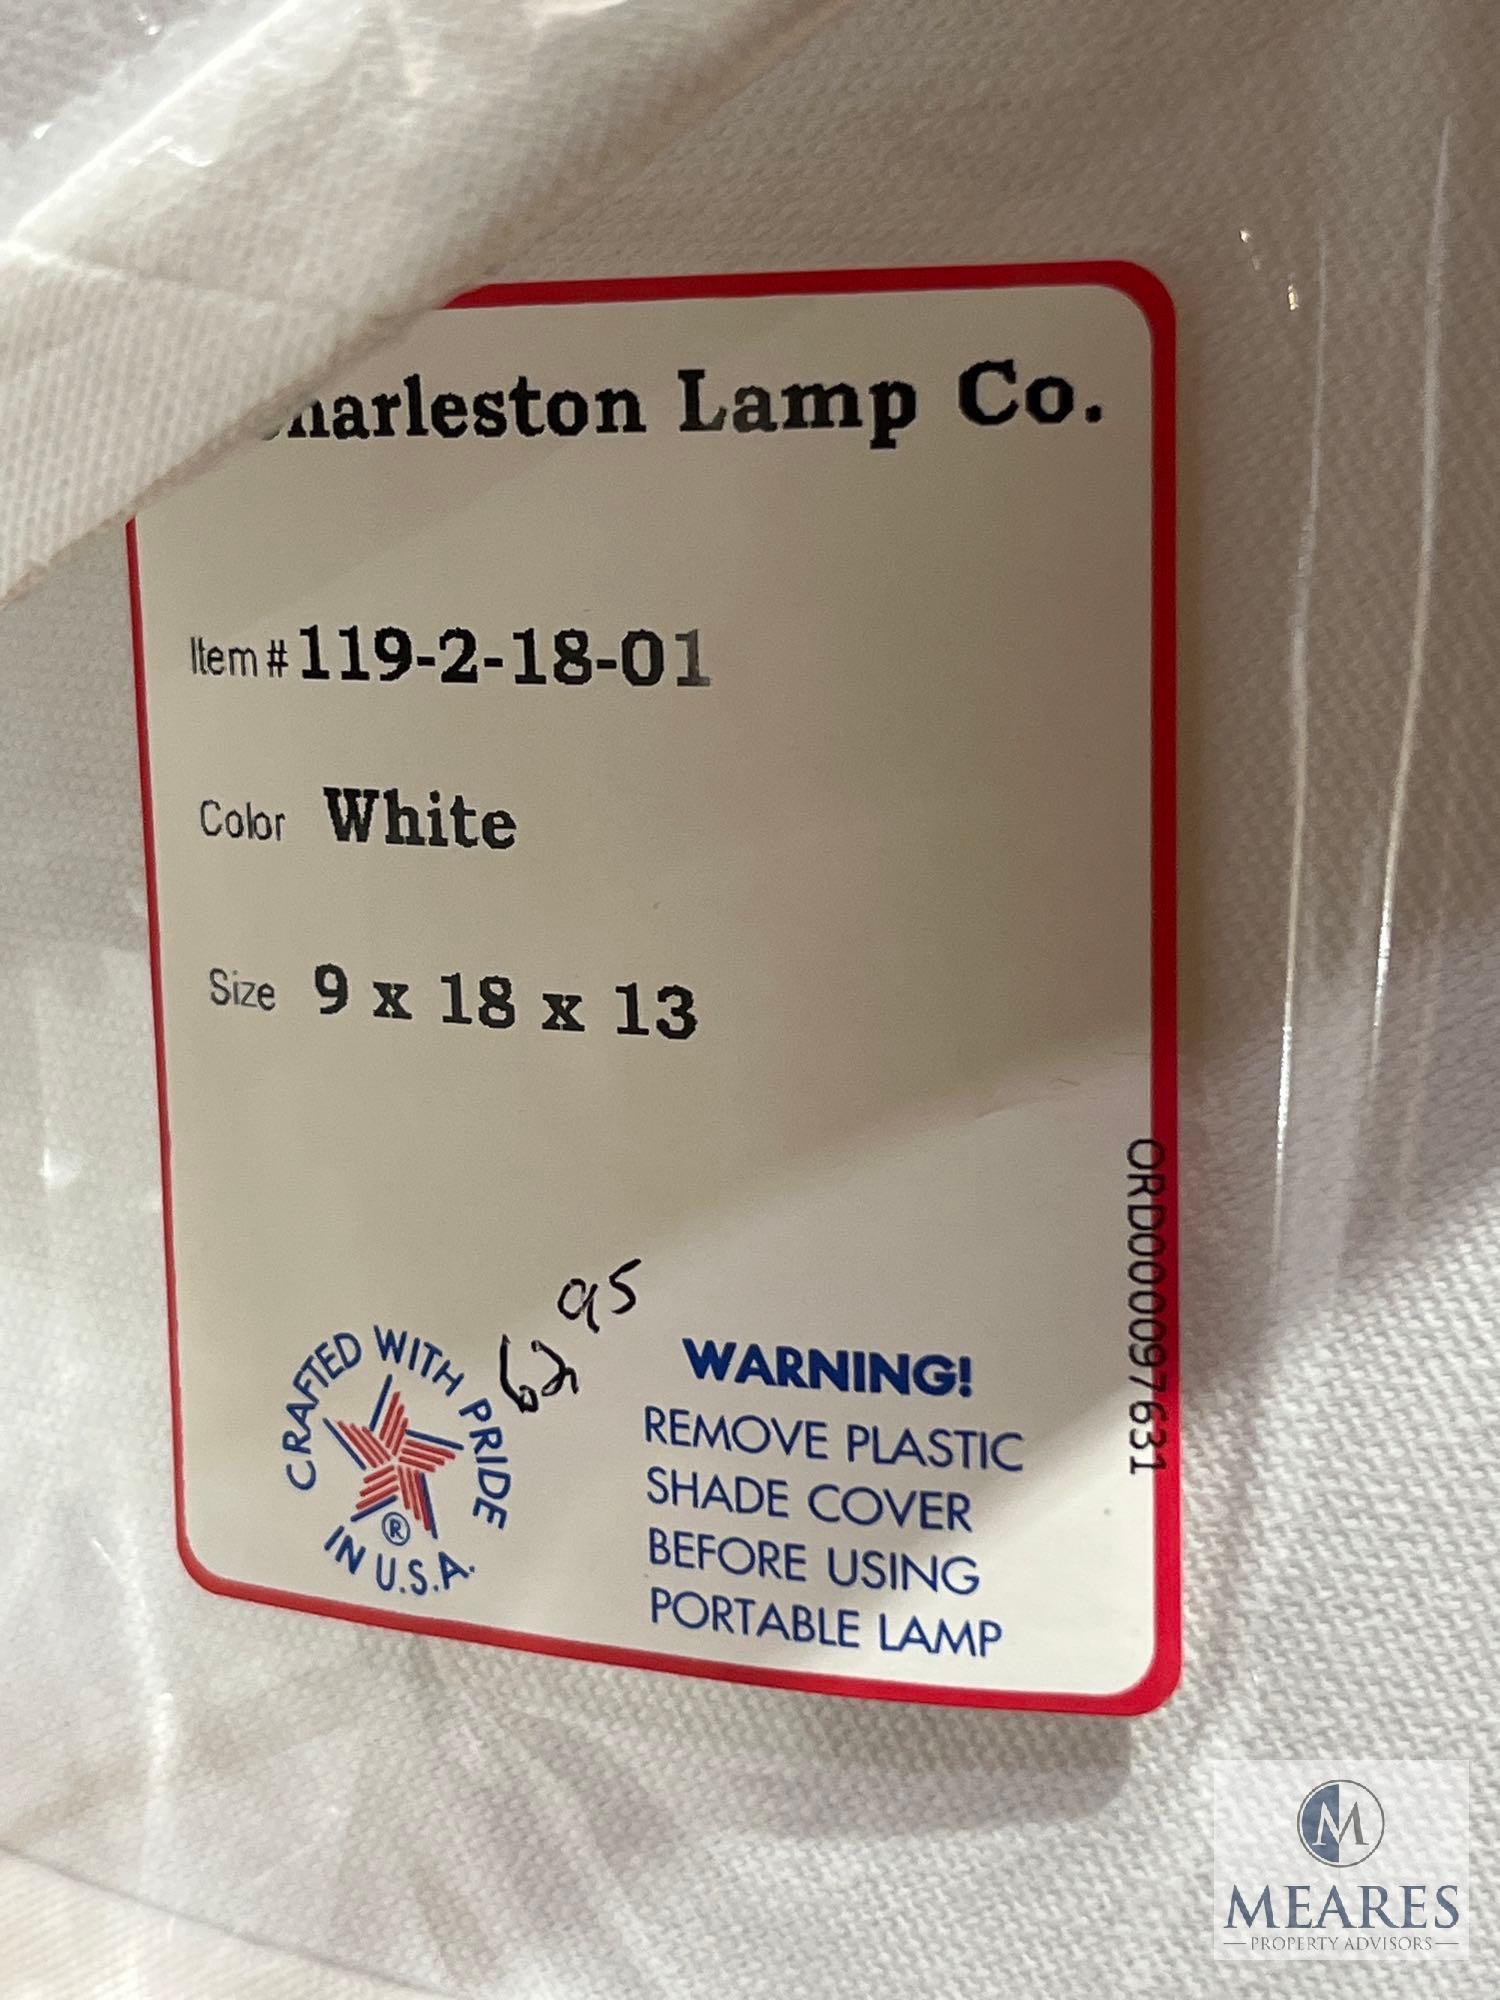 Charleston Lamp Co.
Item # 119-2-18-01
Color White
Size 9 x 18 x 13
62 95
CRAFTED WITH PRIDE
IN U.S.A.
®
WARNING!
REMOVE PLASTIC
SHADE COVER
BEFORE USING
PORTABLE LAMP
ORD000097631
M
MEARES
PROPERTY ADVISORS